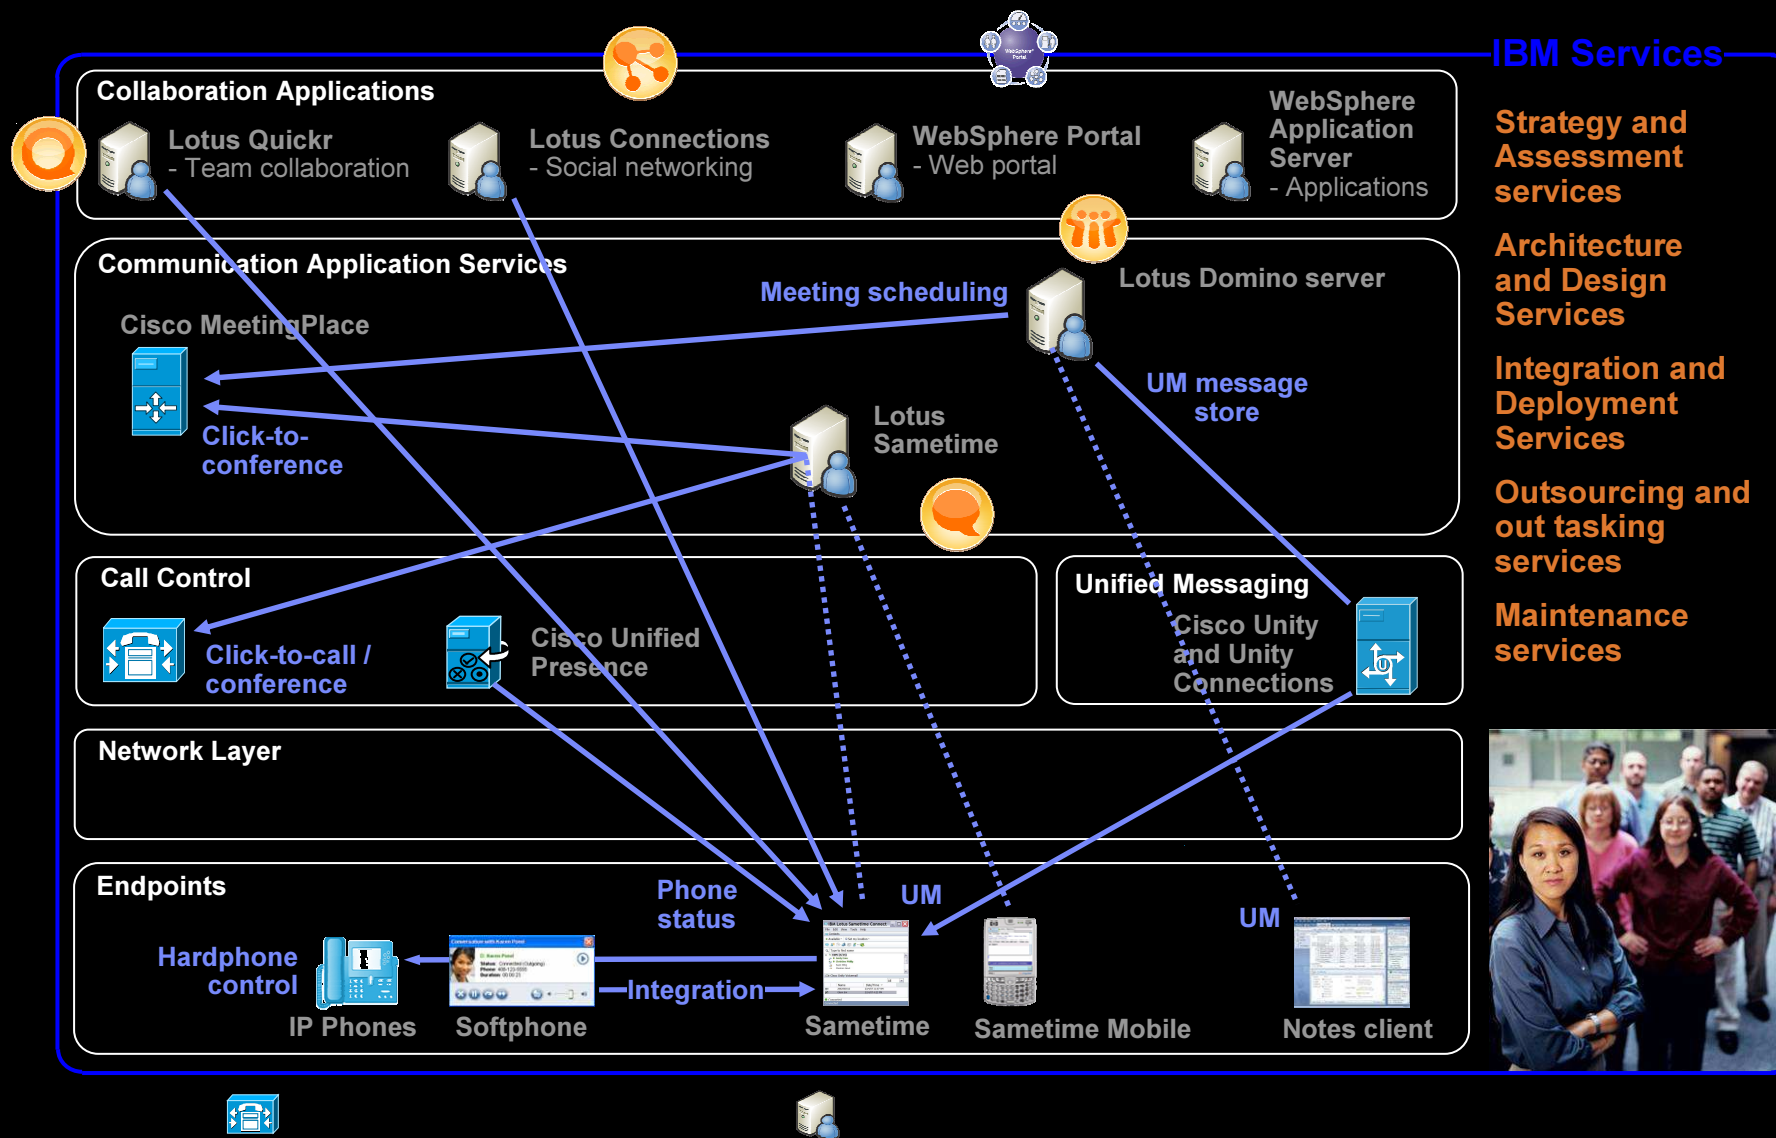 IBM Services
WebSphere
Portal
Collaboration Applications
Lotus Quickr
- Team collaboration
Lotus Connections
- Social networking
WebSphere Portal
- Web portal
WebSphere
Application
Server
- Applications
Communication Application Services
Cisco MeetingPlace
Meeting scheduling
Lotus Domino server
UM message
store
Click-to-
conference
Lotus
Sametime
Call Control
Click-to-call /
conference
Cisco Unified
Presence
Unified Messaging
Cisco Unity
and Unity
Connections
U
Network Layer
Endpoints
Phone
status
UM
UM
Hardphone
control
Integration
IP Phones
Softphone
Sametime
Sametime Mobile
Notes client
Strategy and
Assessment
services
Architecture
and Design
Services
Integration and
Deployment
Services
Outsourcing and
out tasking
services
Maintenance
services